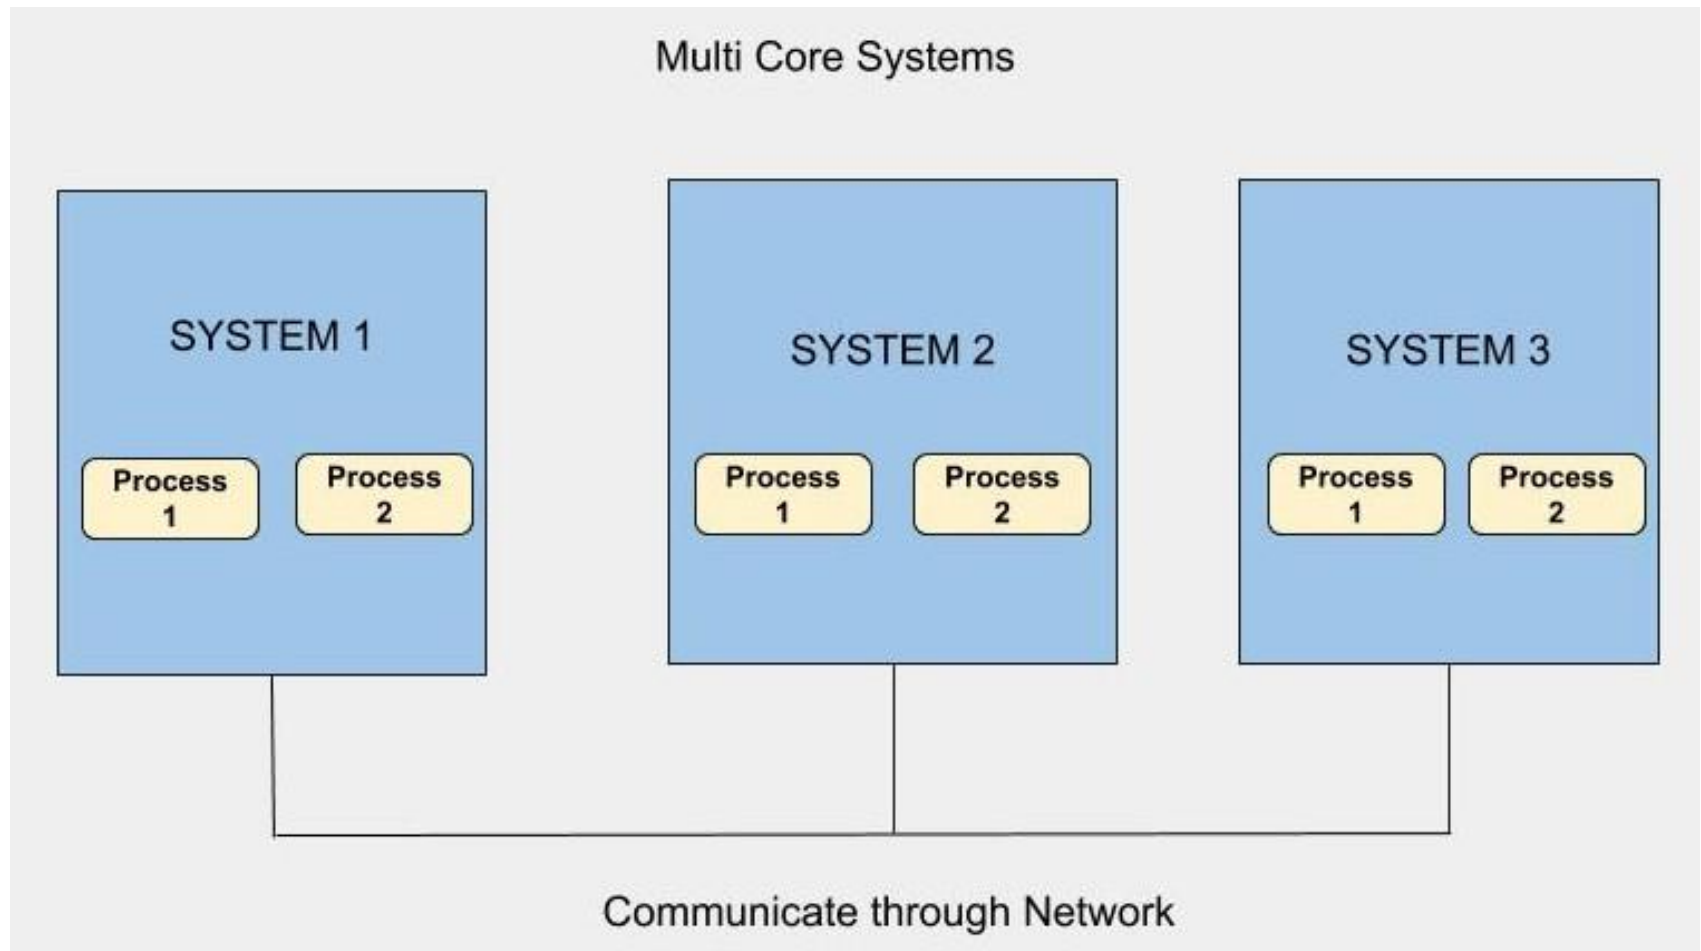 Multi Core Systems
SYSTEM 1
Process
1
Process
2
SYSTEM 2
Process
1
Process
2
SYSTEM 3
Process
1
Process
2
Communicate through Network